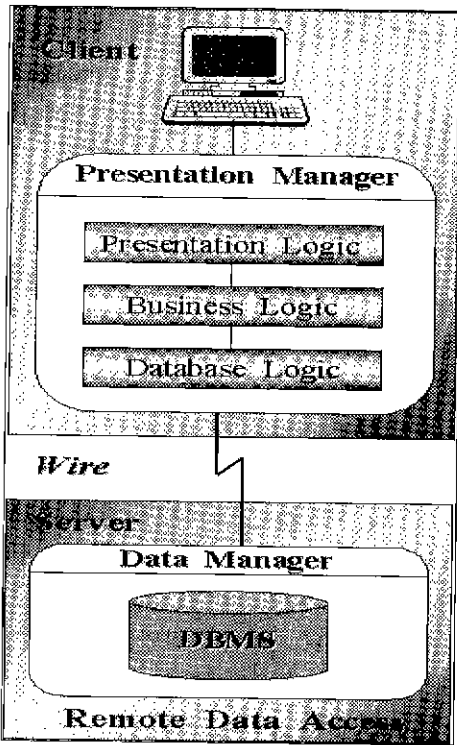 Client
Presentation Manager
Presentation Logic
Business Logic
Database Logic
Wire
Server
Data Manager
DBMS
Remote Data Access